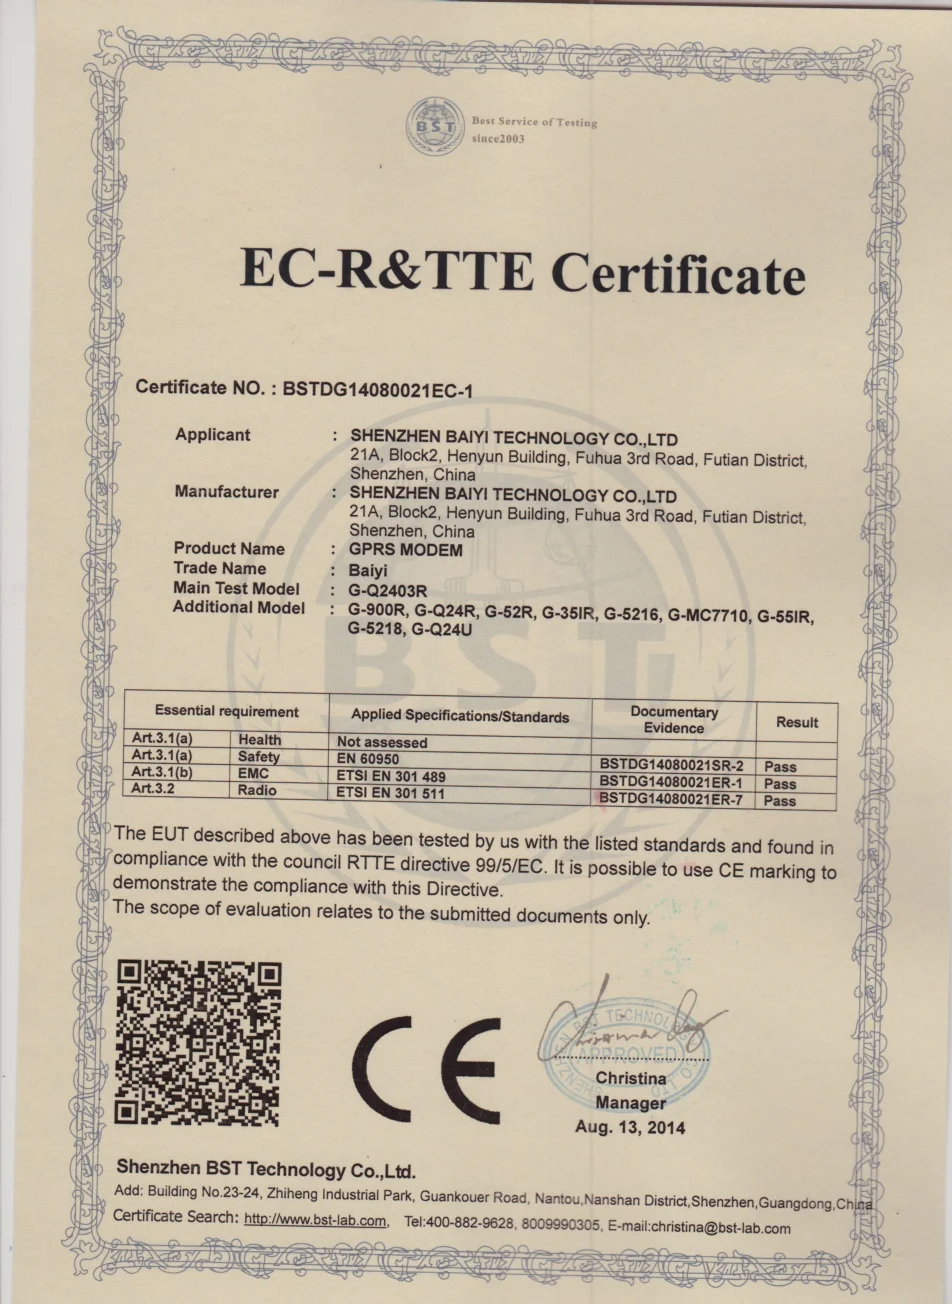 BST
Best Service of Testing
since2003
EC-R&TTE Certificate
Certificate NO. : BSTDG14080021EC-1
Applicant : SHENZHEN BAIYI TECHNOLOGY CO.,LTD
21A, Block2, Henyun Building, Fuhua 3rd Road, Futian District,
Shenzhen, China
Manufacturer : SHENZHEN BAIYI TECHNOLOGY CO.,LTD
21A, Block2, Henyun Building, Fuhua 3rd Road, Futian District,
Shenzhen, China
Product Name : GPRS MODEM
Trade Name : Baiyi
Main Test Model : G-Q2403R
Additional Model : G-900R, G-Q24R, G-52R, G-35IR, G-5216, G-MC7710, G-55IR,
G-5218, G-Q24U
BST
Essential requirement Applied Specifications/Standards Documentary Evidence Result
Art.3.1(a) Health Not assessed
Art.3.1(a) Safety EN 60950 BSTDG14080021SR-2 Pass
Art.3.1(b) EMC ETSI EN 301 489 BSTDG14080021ER-1 Pass
Art.3.2 Radio ETSI EN 301 511 BSTDG14080021ER-7 Pass
The EUT described above has been tested by us with the listed standards and found in
compliance with the council RTTE directive 99/5/EC. It is possible to use CE marking to
demonstrate the compliance with this Directive.
The scope of evaluation relates to the submitted documents only.
CE
SHENZHEN BST TECHNOLOGY CO.,LTD
APPROVED
Christina
Manager
Aug. 13, 2014
Shenzhen BST Technology Co.,Ltd.
Add: Building No.23-24, Zhiheng Industrial Park, Guankouer Road, Nantou,Nanshan District,Shenzhen,Guangdong,China
Certificate Search: http://www.bst-lab.com, Tel:400-882-9628, 8009990305, E-mail:christina@bst-lab.com